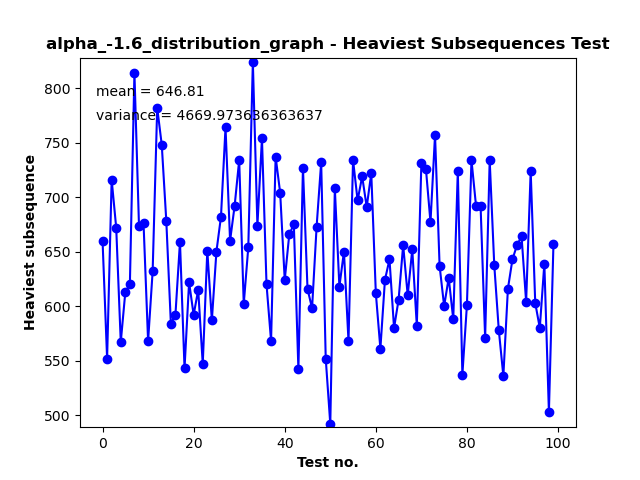 alpha_-1.6_distribution_graph - Heaviest Subsequences Test
mean = 646.81
variance = 4669.973636363637
Heaviest subsequence
800
750
700
650
600
550
500
0 20 40 60 80 100
Test no.